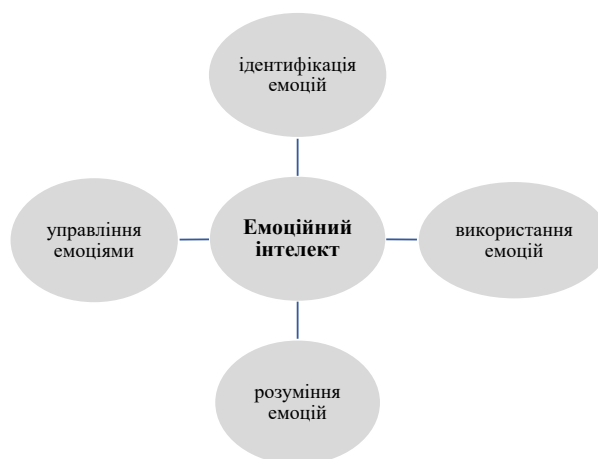 ідентифікація
емоцій
управління
емоціями
Емоційний
інтелект
використання
емоцій
розуміння
емоцій